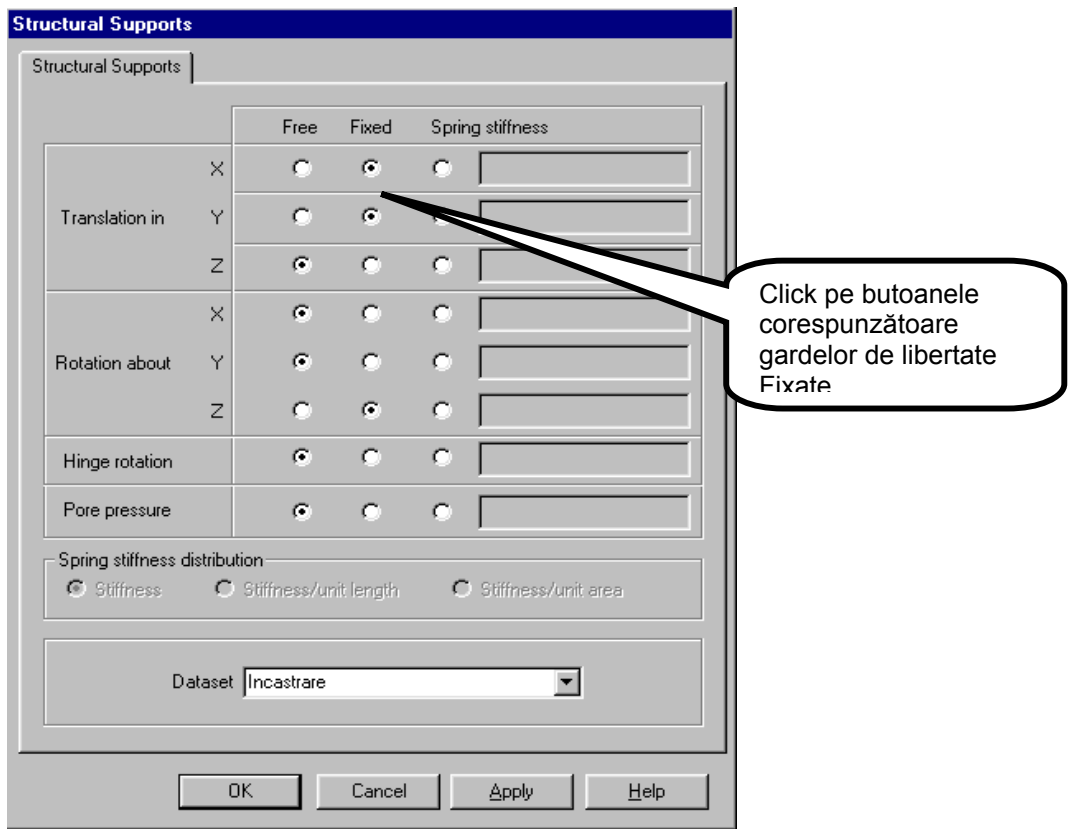 Structural Supports
Structural Supports
Free Fixed Spring stiffness
X
Translation in Y
Z
X
Rotation about Y
Z
Hinge rotation
Pore pressure
Spring stiffness distribution
Stiffness Stiffness/unit length Stiffness/unit area
Dataset Incastrare
OK Cancel Apply Help
Click pe butoanele
corespunzătoare
gardelor de libertate
Fixate